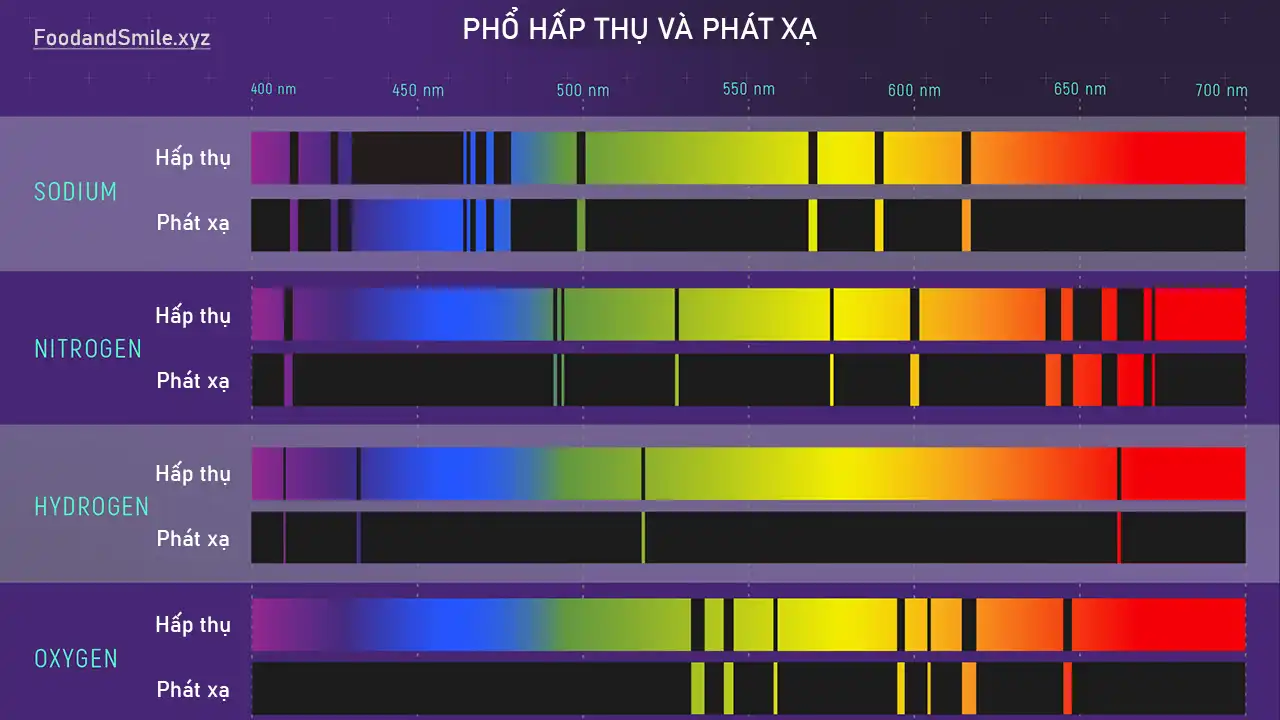 FoodandSmile.xyz
PHỔ HẤP THỤ VÀ PHÁT XẠ
400 nm 450 nm 500 nm 550 nm 600 nm 650 nm 700 nm
Hấp thụ
SODIUM
Phát xạ
Hấp thụ
NITROGEN
Phát xạ
Hấp thụ
HYDROGEN
Phát xạ
Hấp thụ
OXYGEN
Phát xạ